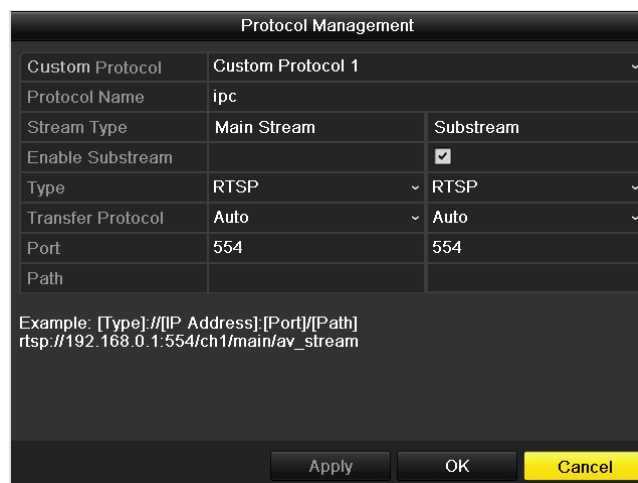 Protocol Management
Custom Protocol Custom Protocol 1
Protocol Name ipc
Stream Type Main Stream Substream
Enable Substream
Type RTSP RTSP
Transfer Protocol Auto Auto
Port 554 554
Path
Example: [Type]://[IP Address]:[Port]/[Path]
rtsp://192.168.0.1:554/ch1/main/av_stream
Apply OK Cancel